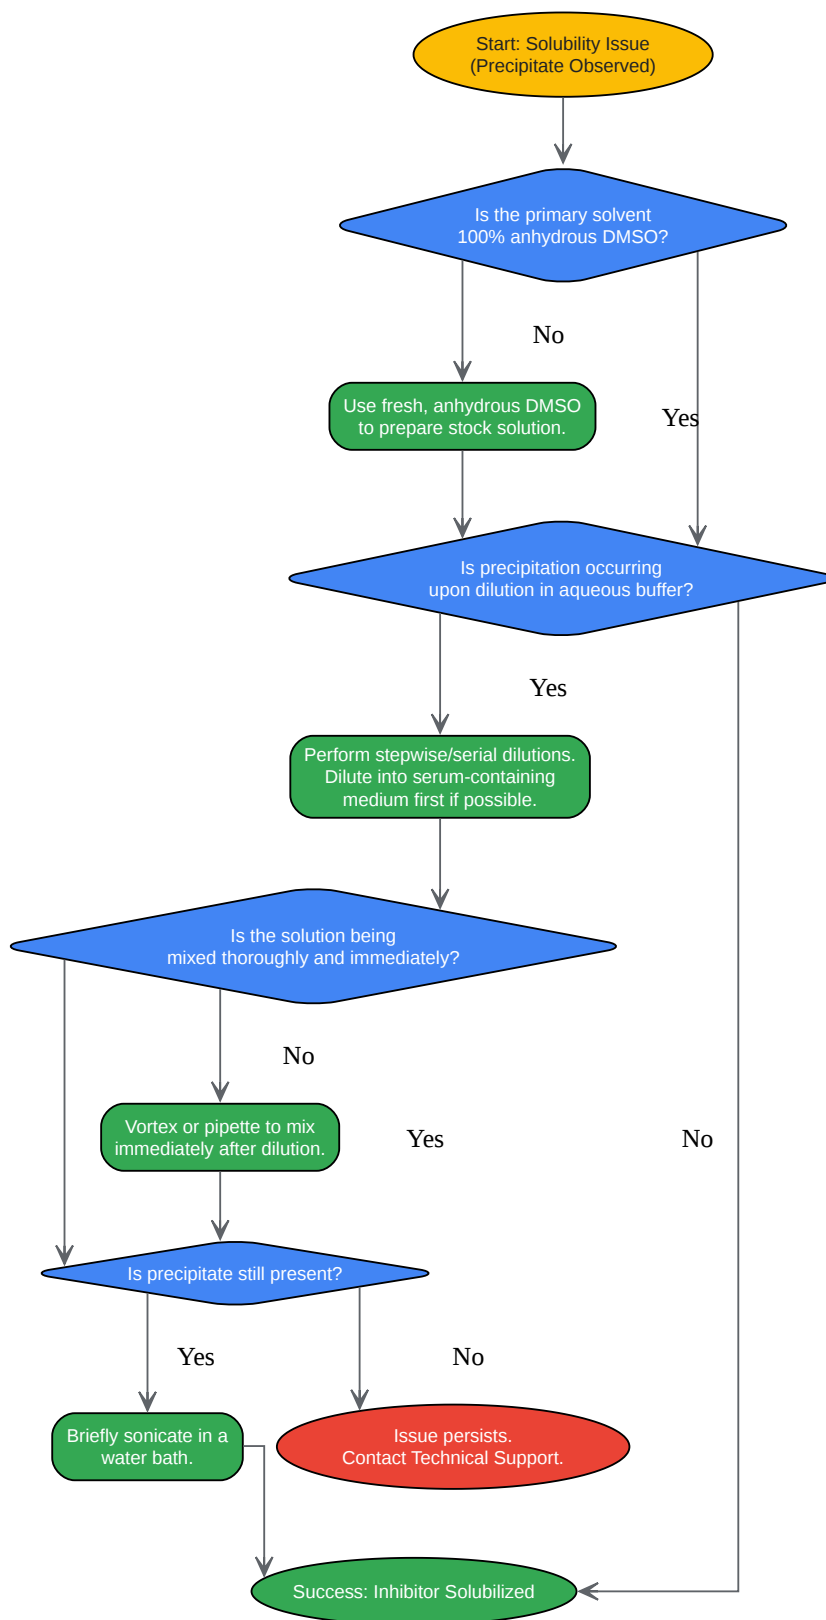 Start: Solubility Issue
(Precipitate Observed)
Is the primary solvent
100% anhydrous DMSO?
No
Use fresh, anhydrous DMSO
to prepare stock solution.
Yes
Is precipitation occurring
upon dilution in aqueous buffer?
Yes
Perform stepwise/serial dilutions.
Dilute into serum-containing
medium first if possible.
Is the solution being
mixed thoroughly and immediately?
No
Vortex or pipette to mix
immediately after dilution.
Yes
No
Is precipitate still present?
Yes
No
Briefly sonicate in a
water bath.
Issue persists.
Contact Technical Support.
Success: Inhibitor Solubilized